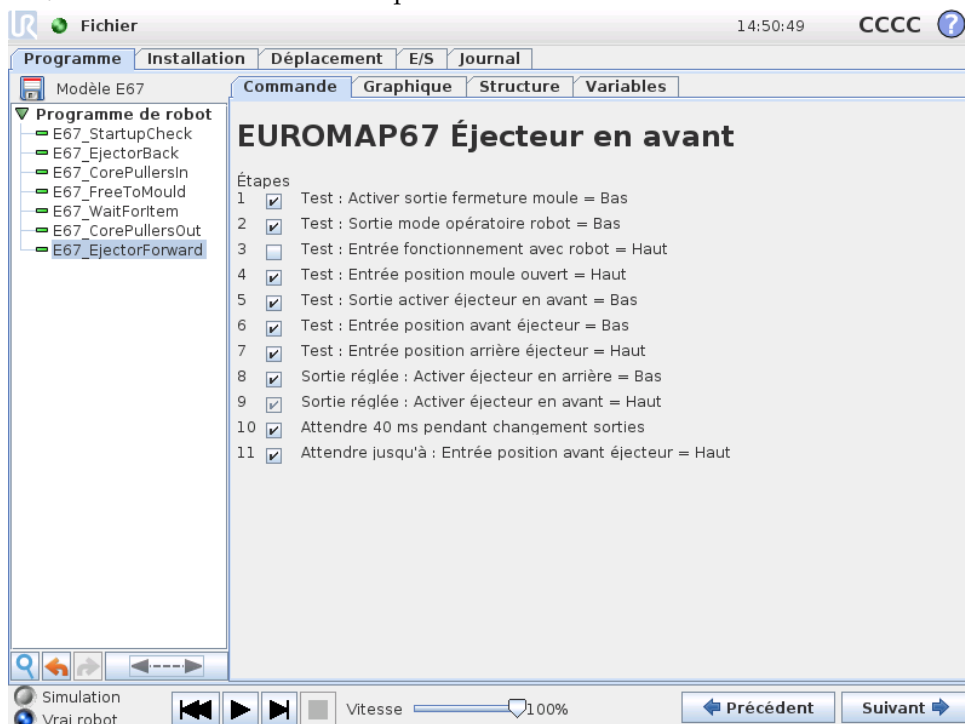 Fichier 14:50:49 CCCC ?
Programme Installation Déplacement E/S Journal
Modèle E67
Commande Graphique Structure Variables
Programme de robot
E67_StartupCheck
E67_EjectorBack
E67_CorePullersIn
E67_FreeToMould
E67_WaitForItem
E67_CorePullersOut
E67_EjectorForward
EUROMAP67 Éjecteur en avant
Étapes
1 Test : Activer sortie fermeture moule = Bas
2 Test : Sortie mode opératoire robot = Bas
3 Test : Entrée fonctionnement avec robot = Haut
4 Test : Entrée position moule ouvert = Haut
5 Test : Sortie activer éjecteur en avant = Bas
6 Test : Entrée position avant éjecteur = Bas
7 Test : Entrée position arrière éjecteur = Haut
8 Sortie réglée : Activer éjecteur en arrière = Bas
9 Sortie réglée : Activer éjecteur en avant = Haut
10 Attendre 40 ms pendant changement sorties
11 Attendre jusqu'à : Entrée position avant éjecteur = Haut
Simulation
Vrai robot
Vitesse 100%
Précédent Suivant